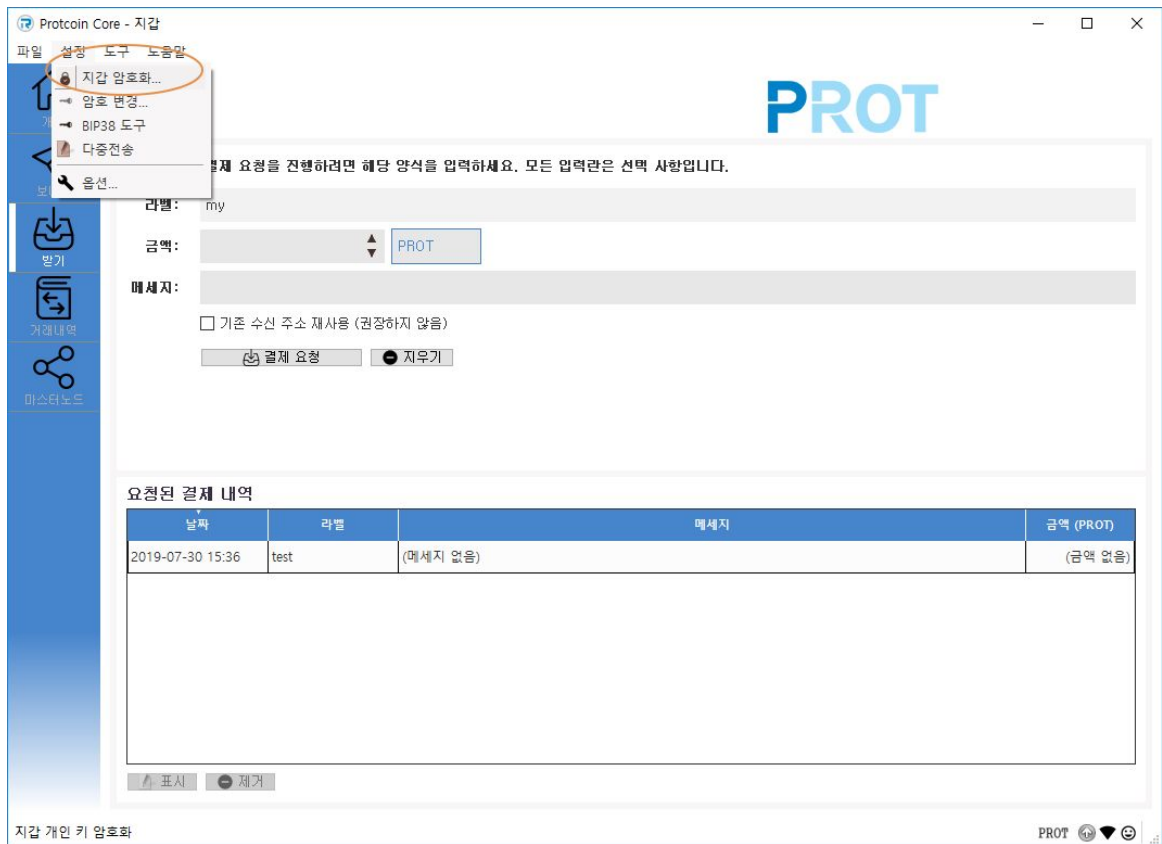 Protcoin Core - 지갑
파일 설정 도구 도움말
지갑 암호화...
암호 변경...
BIP38 도구
다중전송
옵션...
PROT
결제 요청을 진행하려면 해당 양식을 입력하세요. 모든 입력란은 선택 사항입니다.
라벨: my
금액: PROT
메세지:
기존 수신 주소 재사용 (권장하지 않음)
결제 요청 지우기
받기
거래내역
마스터노드
요청된 결제 내역
날짜 라벨 메세지 금액 (PROT)
2019-07-30 15:36 test (메세지 없음) (금액 없음)
표시 제거
지갑 개인 키 암호화 PROT